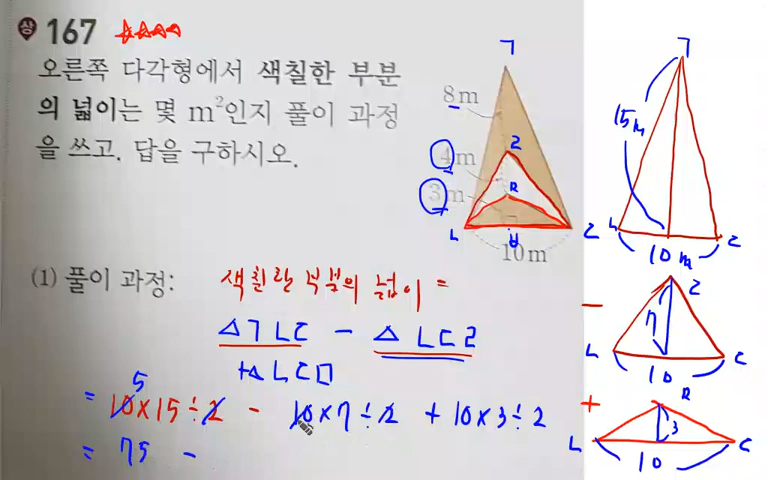 상 167 ☆☆☆☆
오른쪽 다각형에서 색칠한 부분
의 넓이는 몇 m²인지 풀이 과정
을 쓰고, 답을 구하시오.
ㄱ
8m
ㄹ
4m
ㅁ
3m
ㄴ
ㅂ
ㄷ
10m
(1) 풀이 과정:
색칠한 부분의 넓이 =
△ㄱㄴㄷ - △ㄴㄷㄹ
+△ㄴㄷㅁ
5
= 10×15÷2 - 10×7÷2 + 10×3÷2
= 75 -
ㄱ
15m
ㄴ
ㄷ
10m
-
ㄹ
7
ㄴ
ㄷ
10
+
ㅁ
3
ㄴ
ㄷ
10